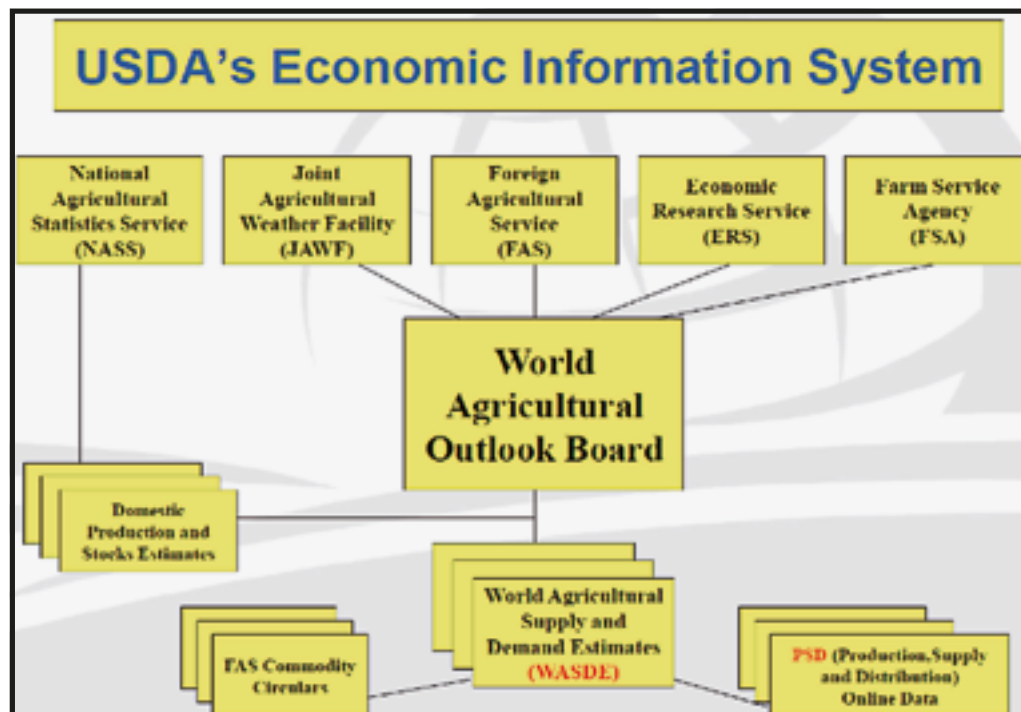 USDA's Economic Information System
National
Agricultural
Statistics Service
(NASS)
Joint
Agricultural
Weather Facility
(JAWF)
Foreign
Agricultural
Service
(FAS)
Economic
Research Service
(ERS)
Farm Service
Agency
(FSA)
World
Agricultural
Outlook Board
Domestic
Production and
Stocks Estimates
World Agricultural
Supply and
Demand Estimates
(WASDE)
FAS Commodity
Circulars
PSD (Production,Supply
and Distribution)
Online Data